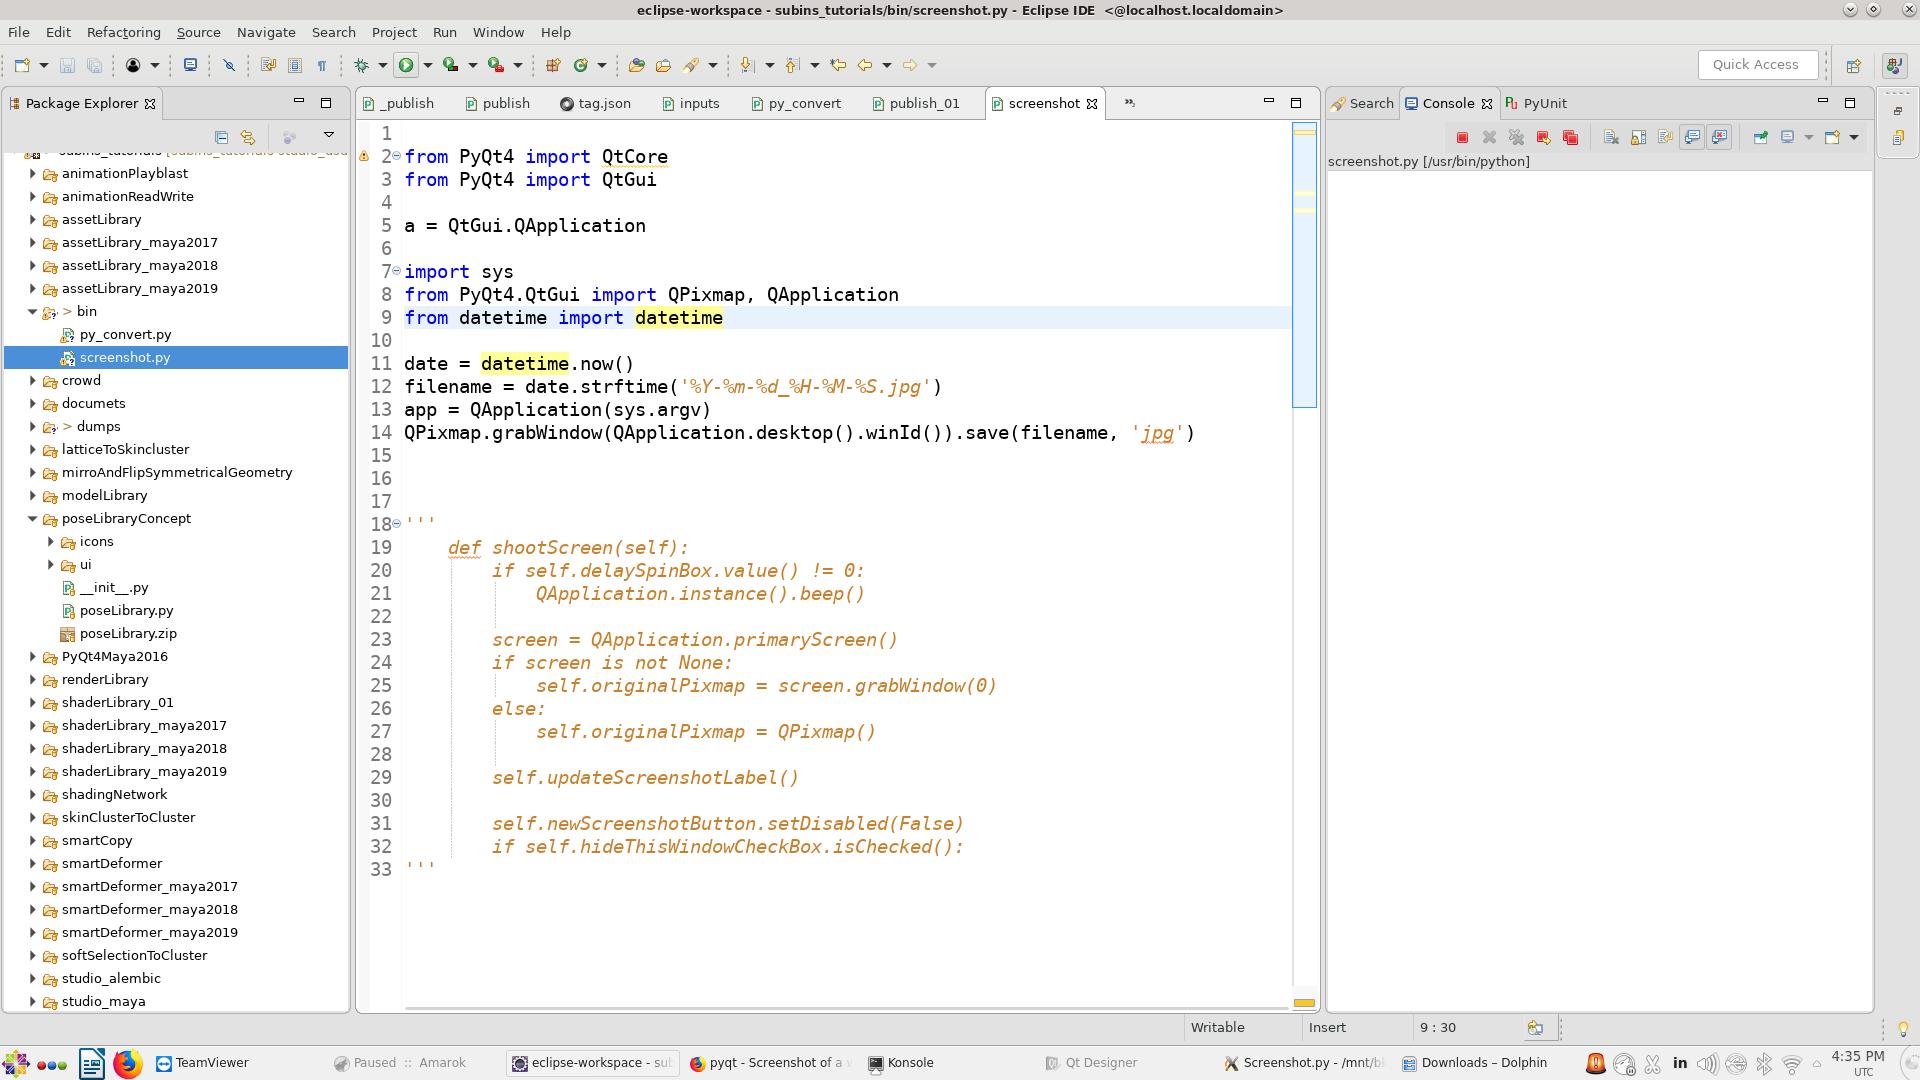 eclipse-workspace - subins_tutorials/bin/screenshot.py - Eclipse IDE <@localhost.localdomain>
File Edit Refactoring Source Navigate Search Project Run Window Help
Quick Access
Package Explorer
_publish publish tag.json inputs py_convert publish_01 screenshot
Search Console PyUnit
screenshot.py [/usr/bin/python]
animationPlayblast
animationReadWrite
assetLibrary
assetLibrary_maya2017
assetLibrary_maya2018
assetLibrary_maya2019
> bin
py_convert.py
screenshot.py
crowd
documets
> dumps
latticeToSkincluster
mirroAndFlipSymmetricalGeometry
modelLibrary
poseLibraryConcept
icons
ui
__init__.py
poseLibrary.py
poseLibrary.zip
PyQt4Maya2016
renderLibrary
shaderLibrary_01
shaderLibrary_maya2017
shaderLibrary_maya2018
shaderLibrary_maya2019
shadingNetwork
skinClusterToCluster
smartCopy
smartDeformer
smartDeformer_maya2017
smartDeformer_maya2018
smartDeformer_maya2019
softSelectionToCluster
studio_alembic
studio_maya
1
2 from PyQt4 import QtCore
3 from PyQt4 import QtGui
4
5 a = QtGui.QApplication
6
7 import sys
8 from PyQt4.QtGui import QPixmap, QApplication
9 from datetime import datetime
10
11 date = datetime.now()
12 filename = date.strftime('%Y-%m-%d_%H-%M-%S.jpg')
13 app = QApplication(sys.argv)
14 QPixmap.grabWindow(QApplication.desktop().winId()).save(filename, 'jpg')
15
16
17
18 '''
19 def shootScreen(self):
20 if self.delaySpinBox.value() != 0:
21 QApplication.instance().beep()
22
23 screen = QApplication.primaryScreen()
24 if screen is not None:
25 self.originalPixmap = screen.grabWindow(0)
26 else:
27 self.originalPixmap = QPixmap()
28
29 self.updateScreenshotLabel()
30
31 self.newScreenshotButton.setDisabled(False)
32 if self.hideThisWindowCheckBox.isChecked():
33 '''
Writable Insert 9 : 30
TeamViewer Paused :: Amarok eclipse-workspace - sub pyqt - Screenshot of a Konsole Qt Designer Screenshot.py - /mnt/b Downloads – Dolphin in 4:35 PM
UTC